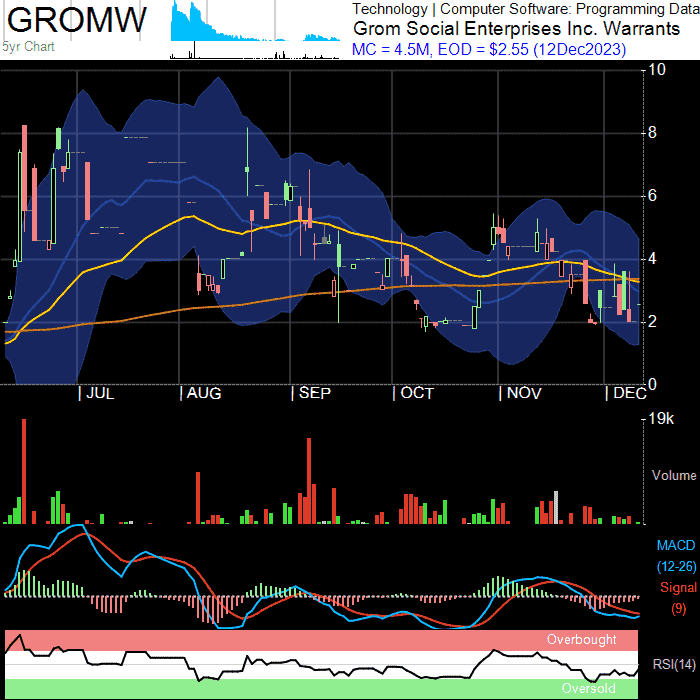 GROMW
5yr Chart
Technology | Computer Software: Programming Data
Grom Social Enterprises Inc. Warrants
MC = 4.5M, EOD = $2.55 (12Dec2023)
10
8
6
4
2
0
| JUL | AUG | SEP | OCT | NOV | DEC
19k
Volume
MACD
(12-26)
Signal
(9)
Overbought
RSI(14)
Oversold